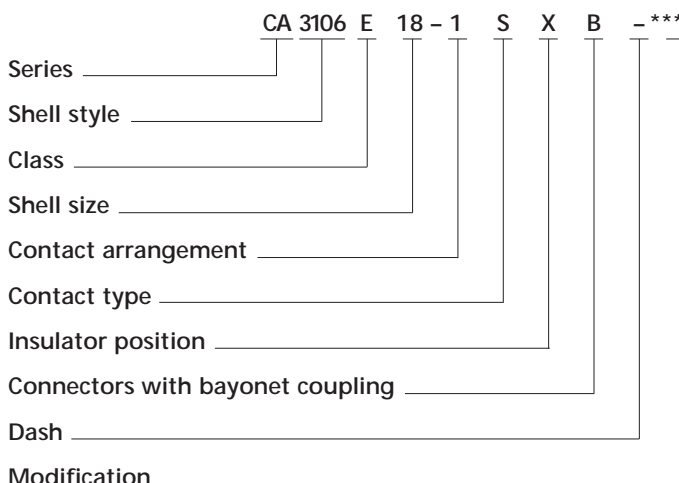 CA 3106 E 18 – 1 S X B – ***
Series
Shell style
Class
Shell size
Contact arrangement
Contact type
Insulator position
Connectors with bayonet coupling
Dash
Modification